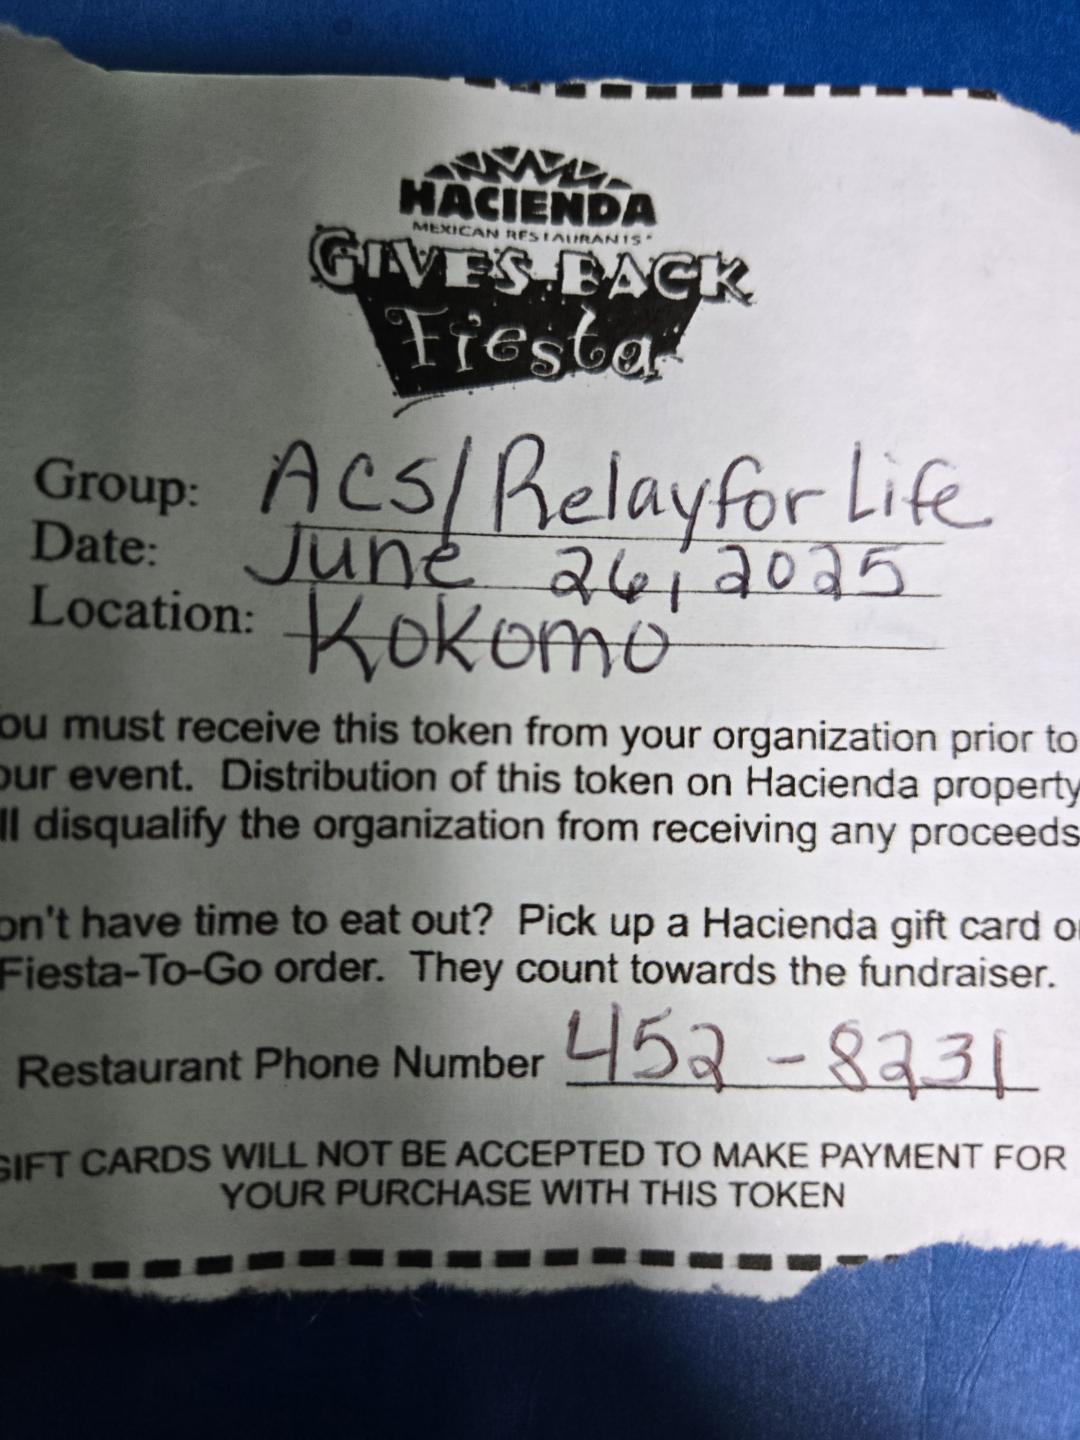 HACIENDA
MEXICAN RESTAURANTS
GIVES BACK
Fiesta
Group: ACS/Relay for Life
Date: June 26, 2025
Location: Kokomo
ou must receive this token from your organization prior to
our event. Distribution of this token on Hacienda property
ll disqualify the organization from receiving any proceeds
on't have time to eat out? Pick up a Hacienda gift card o
Fiesta-To-Go order. They count towards the fundraiser.
Restaurant Phone Number 452-8231
GIFT CARDS WILL NOT BE ACCEPTED TO MAKE PAYMENT FOR
YOUR PURCHASE WITH THIS TOKEN